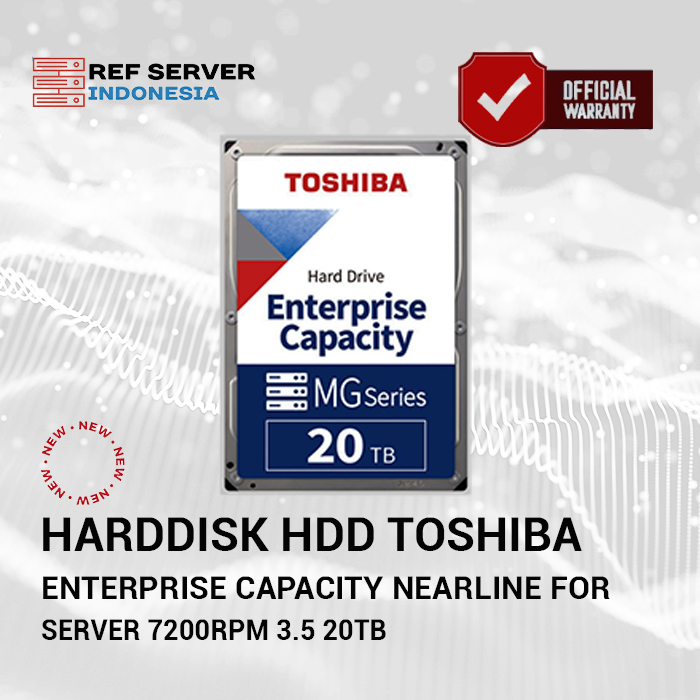 REF SERVER
INDONESIA
OFFICIAL
WARRANTY
TOSHIBA
Hard Drive
Enterprise
Capacity
MG Series
20 TB
NEW • NEW • NEW • NEW • NEW •
HARDDISK HDD TOSHIBA
ENTERPRISE CAPACITY NEARLINE FOR
SERVER 7200RPM 3.5 20TB